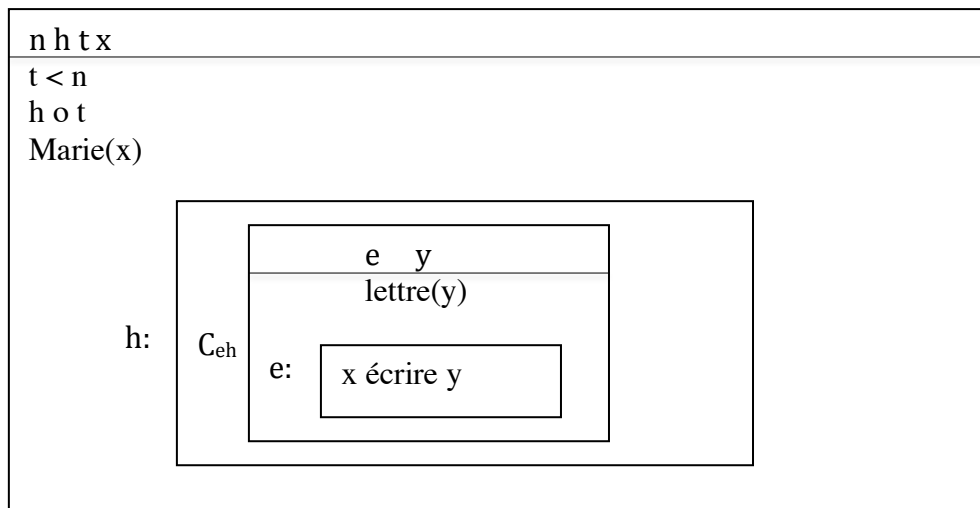 n h t x
t < n
h o t
Marie(x)
e y
lettre(y)
h: Ceh
e: x écrire y